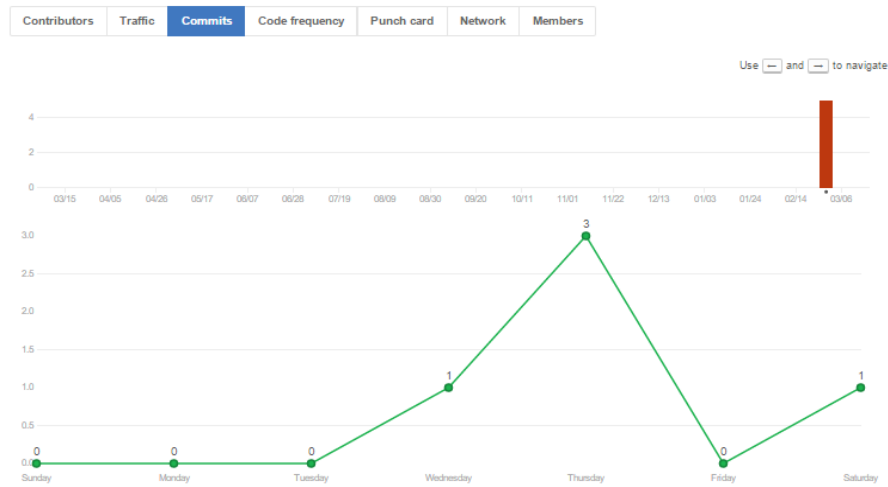 Contributors Traffic Commits Code frequency Punch card Network Members
Use ← and → to navigate
4
2
0
03/15 04/05 04/26 05/17 06/07 06/28 07/19 08/09 08/30 09/20 10/11 11/01 11/22 12/13 01/03 01/24 02/14 03/06
3
3.0
2.5
2.0
1.5
1 1
1.0
0.5
0 0 0 0
0.0
Sunday Monday Tuesday Wednesday Thursday Friday Saturday